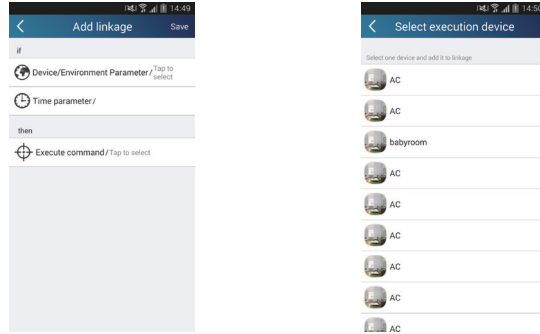 14:49
Add linkage
Save
if
Device/Environment Parameter/Tap to select
Time parameter/
then
Execute command/Tap to select
14:50
Select execution device
Select one device and add it to linkage
AC
AC
babyroom
AC
AC
AC
AC
AC
AC